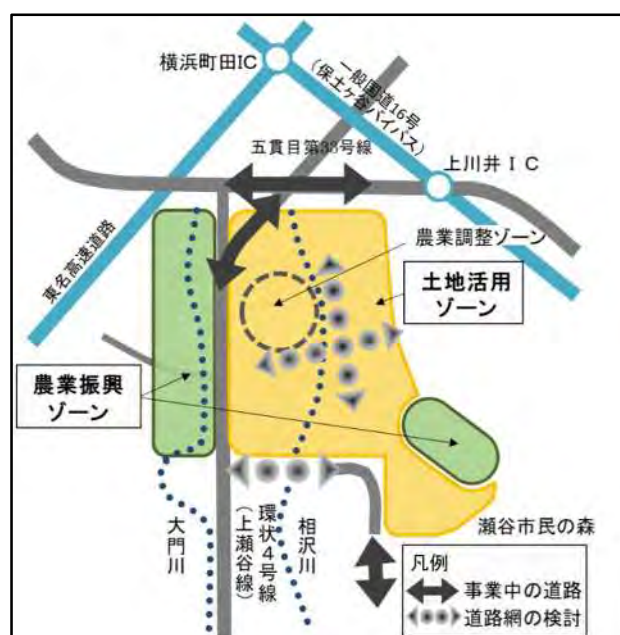 横浜町田IC
一般国道16号
(保土ヶ谷バイパス)
五貫目第33号線
上川井IC
東名高速道路
農業調整ゾーン
土地活用
ゾーン
農業振興
ゾーン
大門川
環状4号線
(上瀬谷線)
相沢川
瀬谷市民の森
凡例
事業中の道路
道路網の検討